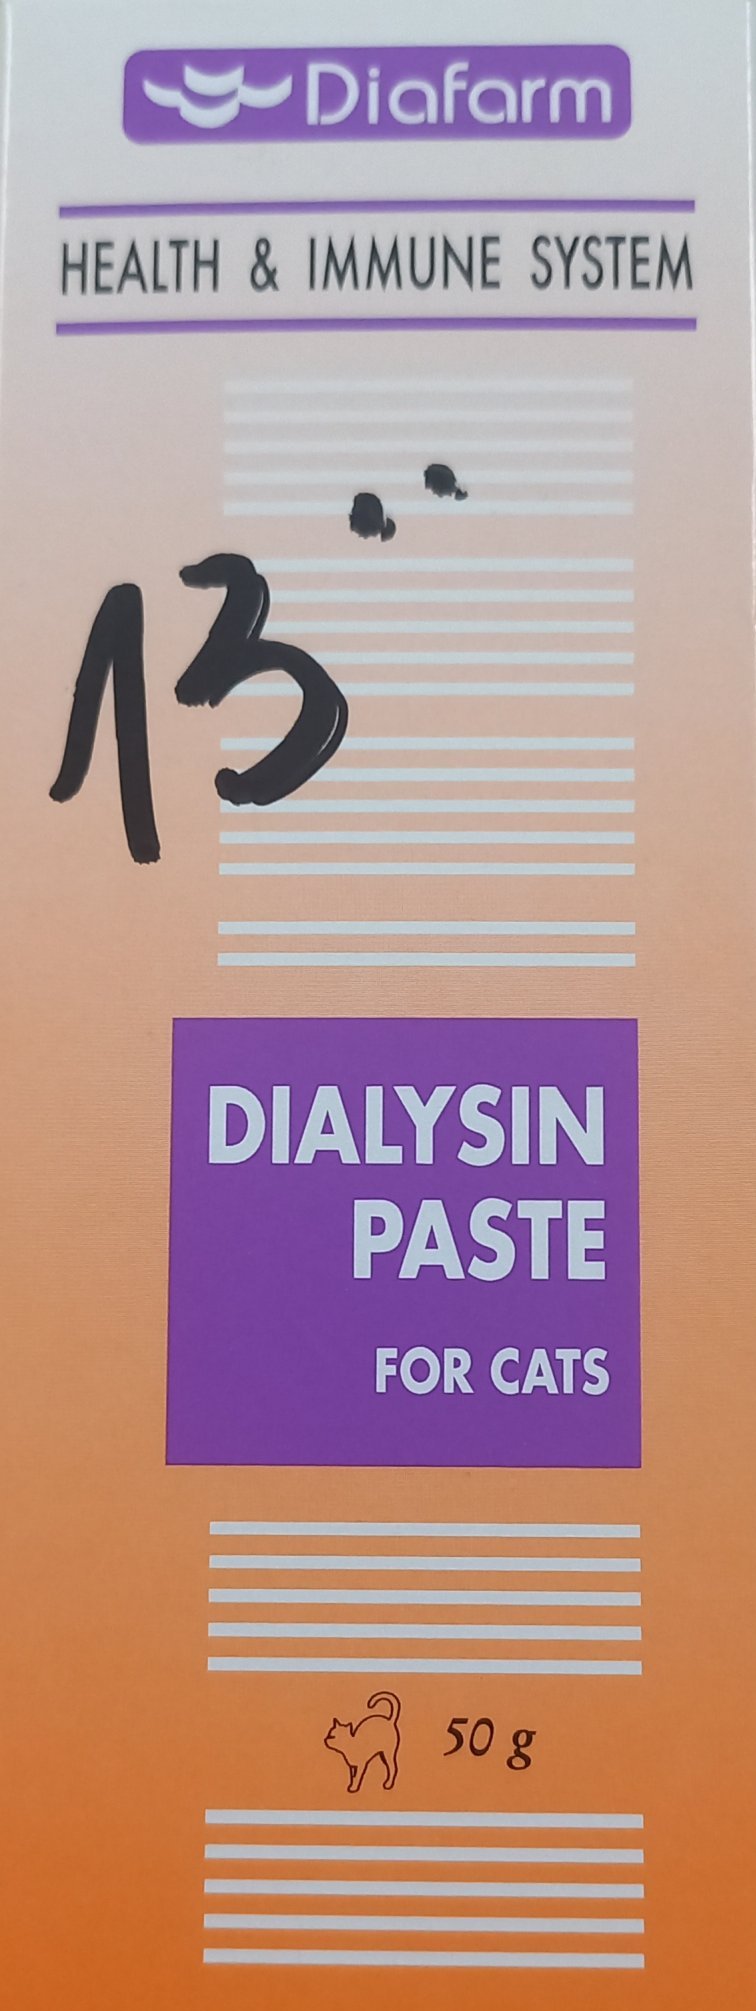 Diafarm
HEALTH & IMMUNE SYSTEM
13
DIALYSIN
PASTE
FOR CATS
50 g